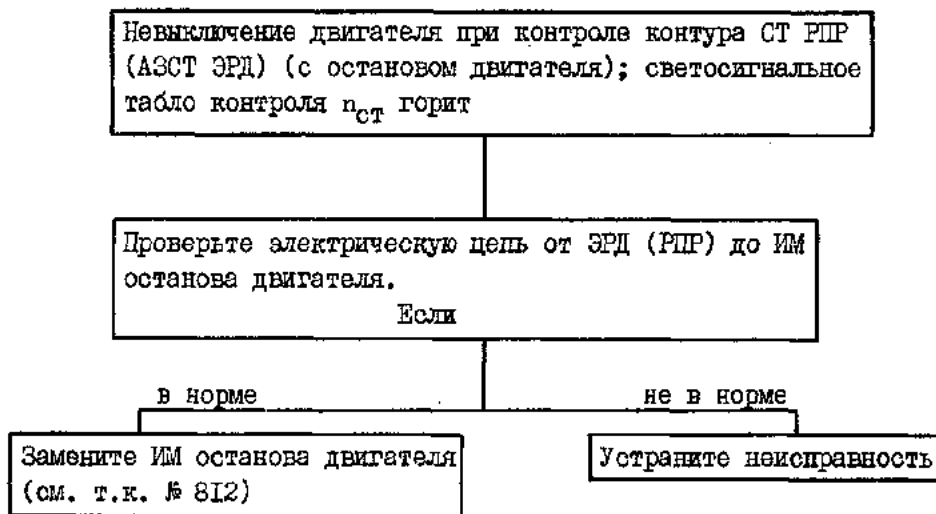 Невыключение двигателя при контроле контура СТ РПР
(АЗСТ ЭРД) (с остановом двигателя); светосигнальное
табло контроля nст горит
Проверьте электрическую цепь от ЭРД (РПР) до ИМ
останова двигателя.
Если
в норме
не в норме
Замените ИМ останова двигателя
(см. т.к. № 8I2)
Устраните неисправность